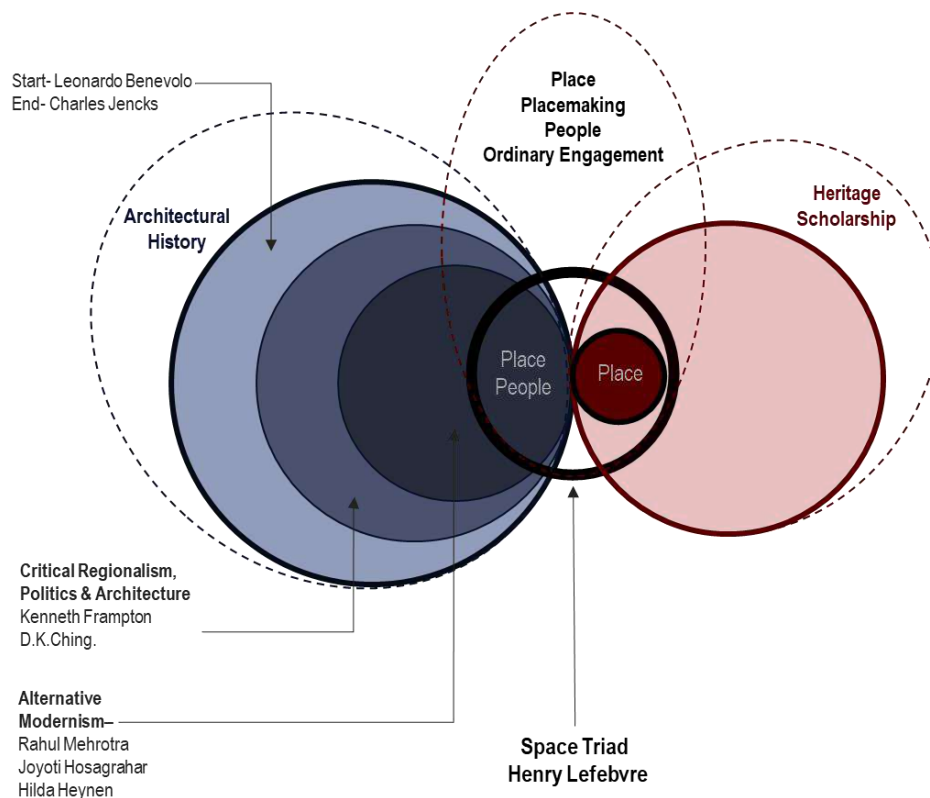 Start- Leonardo Benevolo
End- Charles Jencks
Place
Placemaking
People
Ordinary Engagement
Architectural
History
Heritage
Scholarship
Place
People
Place
Critical Regionalism,
Politics & Architecture
Kenneth Frampton
D.K.Ching.
Alternative
Modernism–
Rahul Mehrotra
Joyoti Hosagrahar
Hilda Heynen
Space Triad
Henry Lefebvre